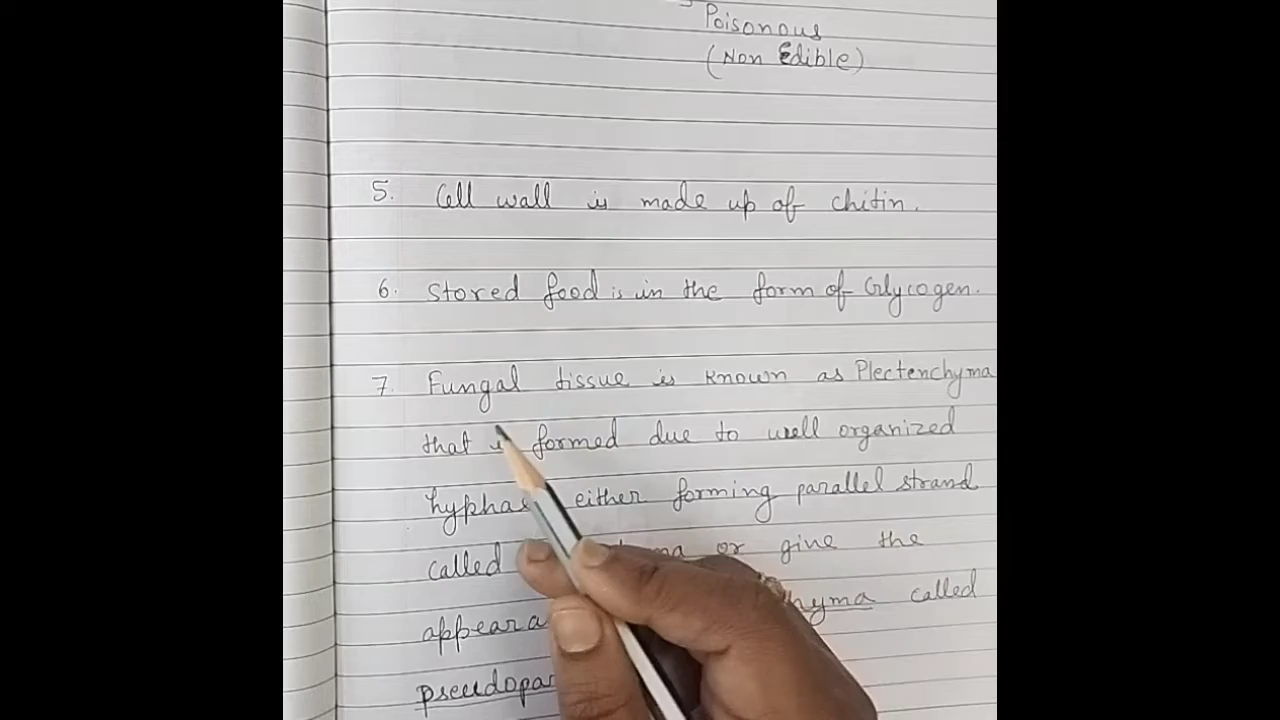 Poisonous
(Non Edible)
5. Cell wall is made up of chitin.
6. Stored food is in the form of Glycogen.
7. Fungal tissue is known as Plectenchyma
that is formed due to well organized
hyphae either forming parallel strand
called or give the
called